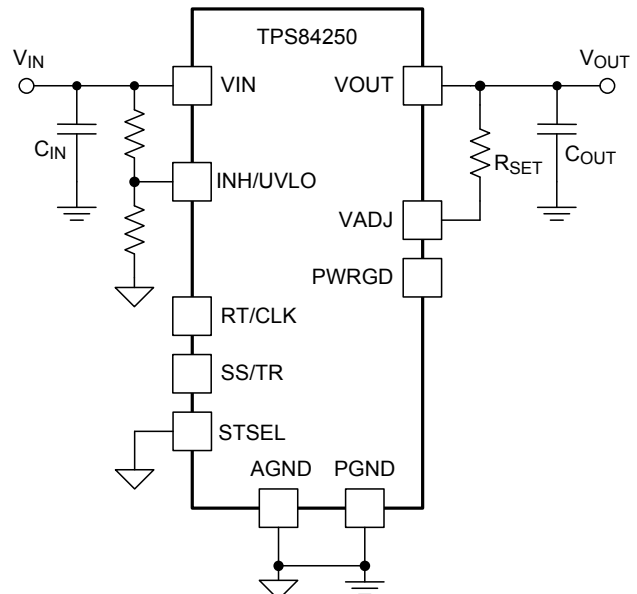 TPS84250
VIN
VIN
VOUT
VOUT
CIN
RSET
COUT
INH/UVLO
VADJ
PWRGD
RT/CLK
SS/TR
STSEL
AGND
PGND